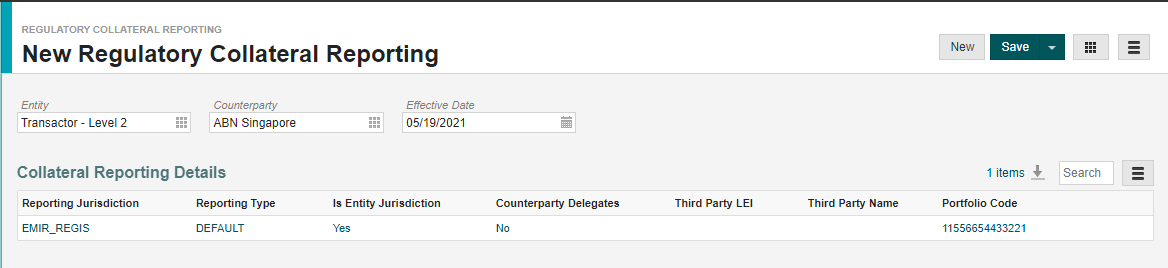 REGULATORY COLLATERAL REPORTING
New Regulatory Collateral Reporting
New Save
Entity Counterparty Effective Date
Transactor - Level 2 ABN Singapore 05/19/2021
Collateral Reporting Details 1 items Search
Reporting Jurisdiction Reporting Type Is Entity Jurisdiction Counterparty Delegates Third Party LEI Third Party Name Portfolio Code
EMIR_REGIS DEFAULT Yes No 11556654433221